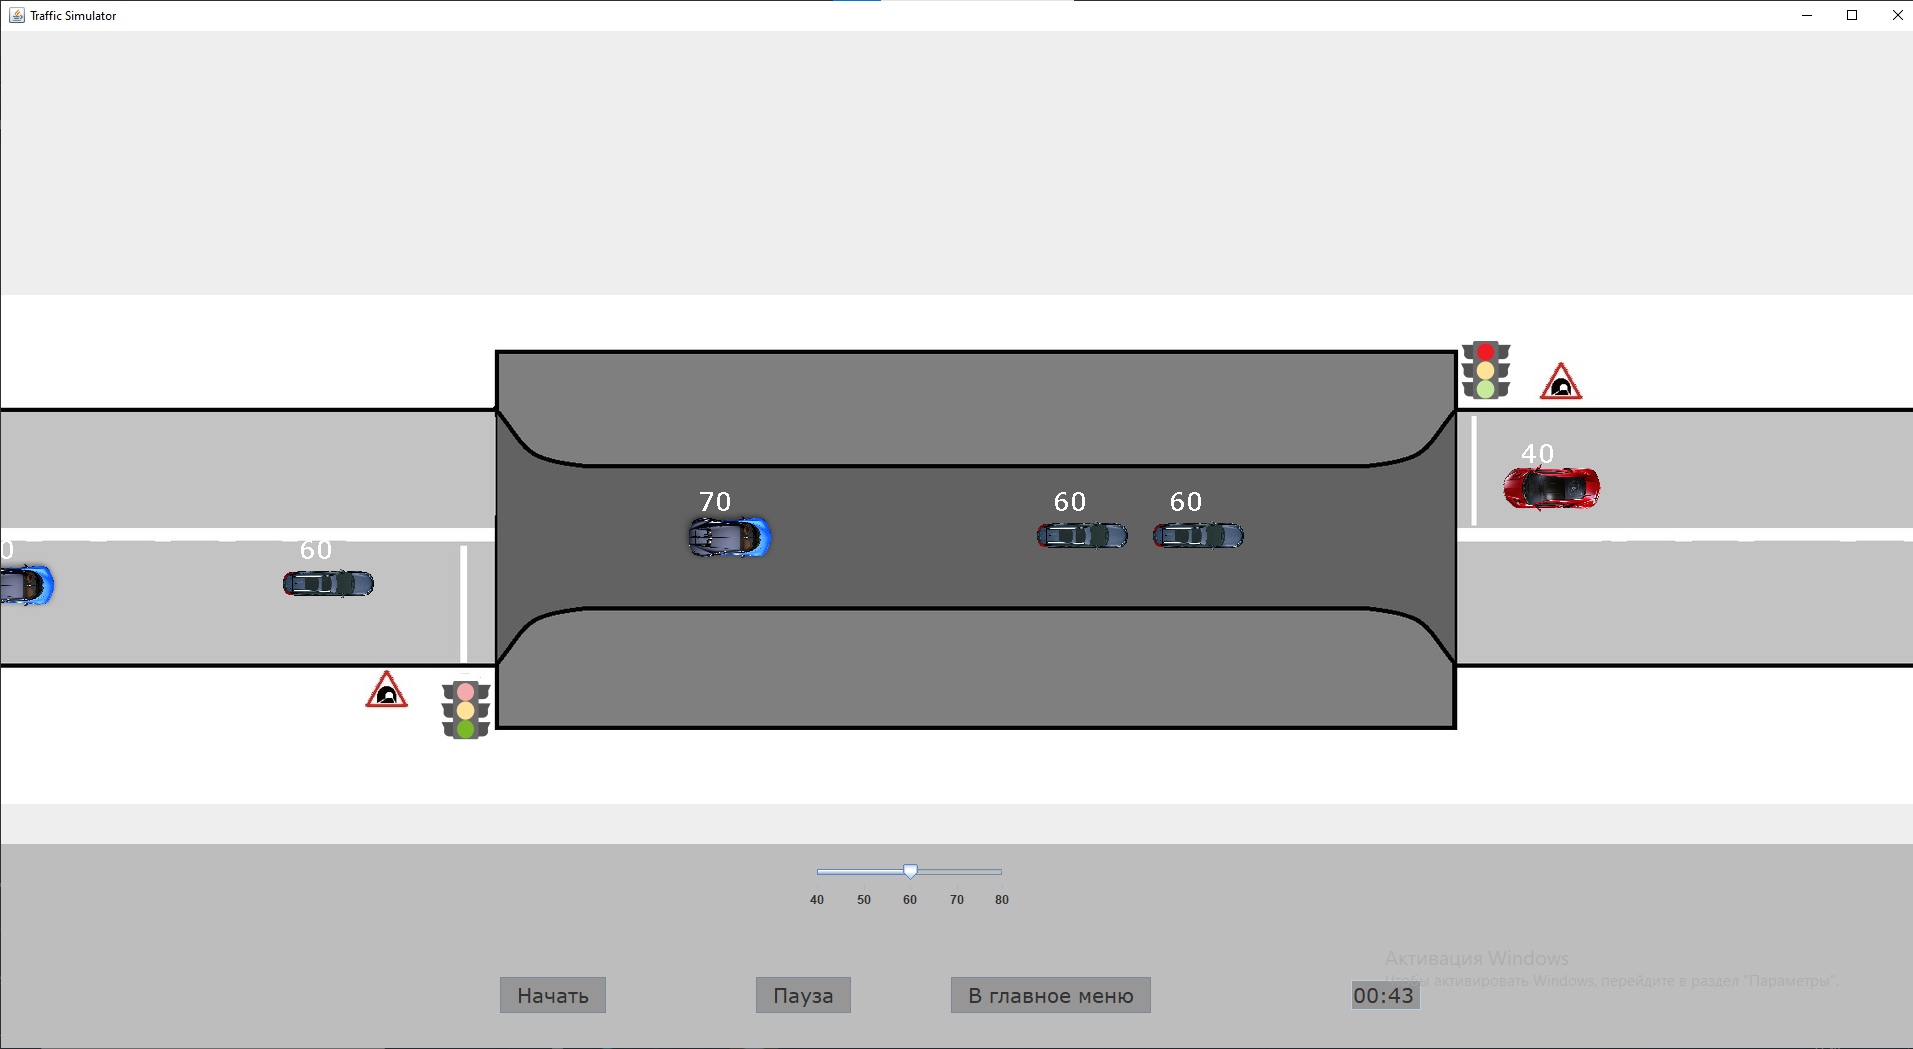 Traffic Simulator
40
70
60
60
0
60
40
50
60
70
80
Активация Windows
Чтобы активировать Windows, перейдите в раздел "Параметры".
Начать
Пауза
В главное меню
00:43